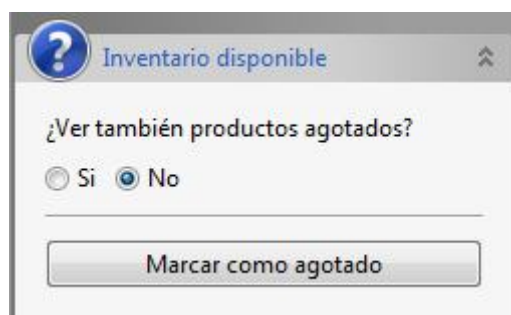 Inventario disponible
¿Ver también productos agotados?
Si No
Marcar como agotado